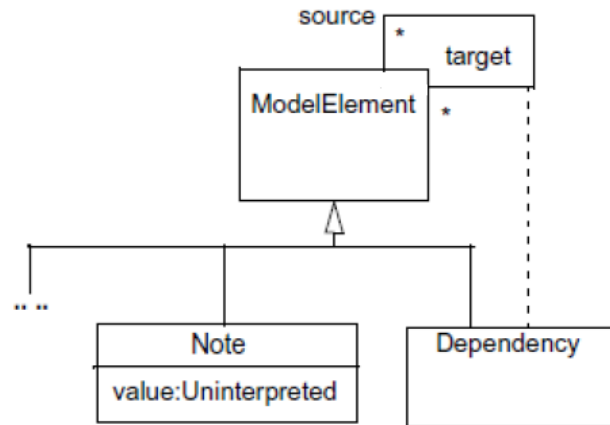 source
*
target
ModelElement
*
.. ..
Note
Dependency
value:Uninterpreted